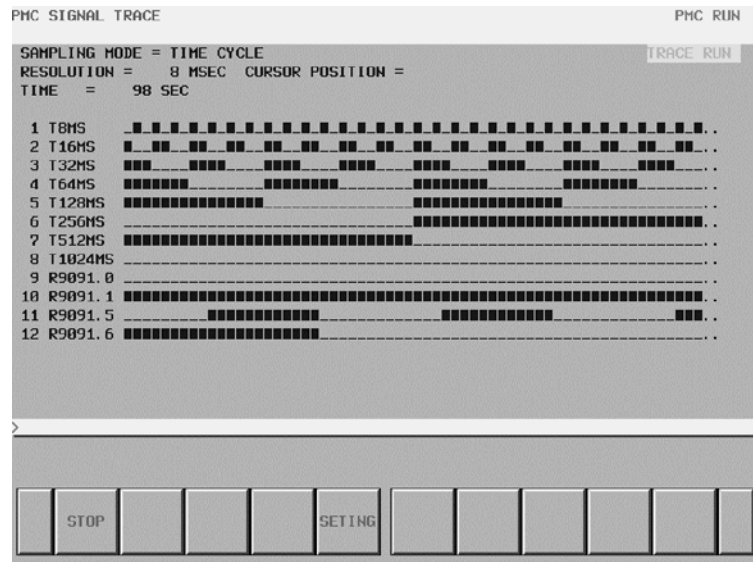 PMC SIGNAL TRACE PMC RUN
SAMPLING MODE = TIME CYCLE TRACE RUN
RESOLUTION = 8 MSEC CURSOR POSITION =
TIME = 98 SEC
1 T8MS
2 T16MS
3 T32MS
4 T64MS
5 T128MS
6 T256MS
7 T512MS
8 T1024MS
9 R9091.0
10 R9091.1
11 R9091.5
12 R9091.6
>
STOP SETING